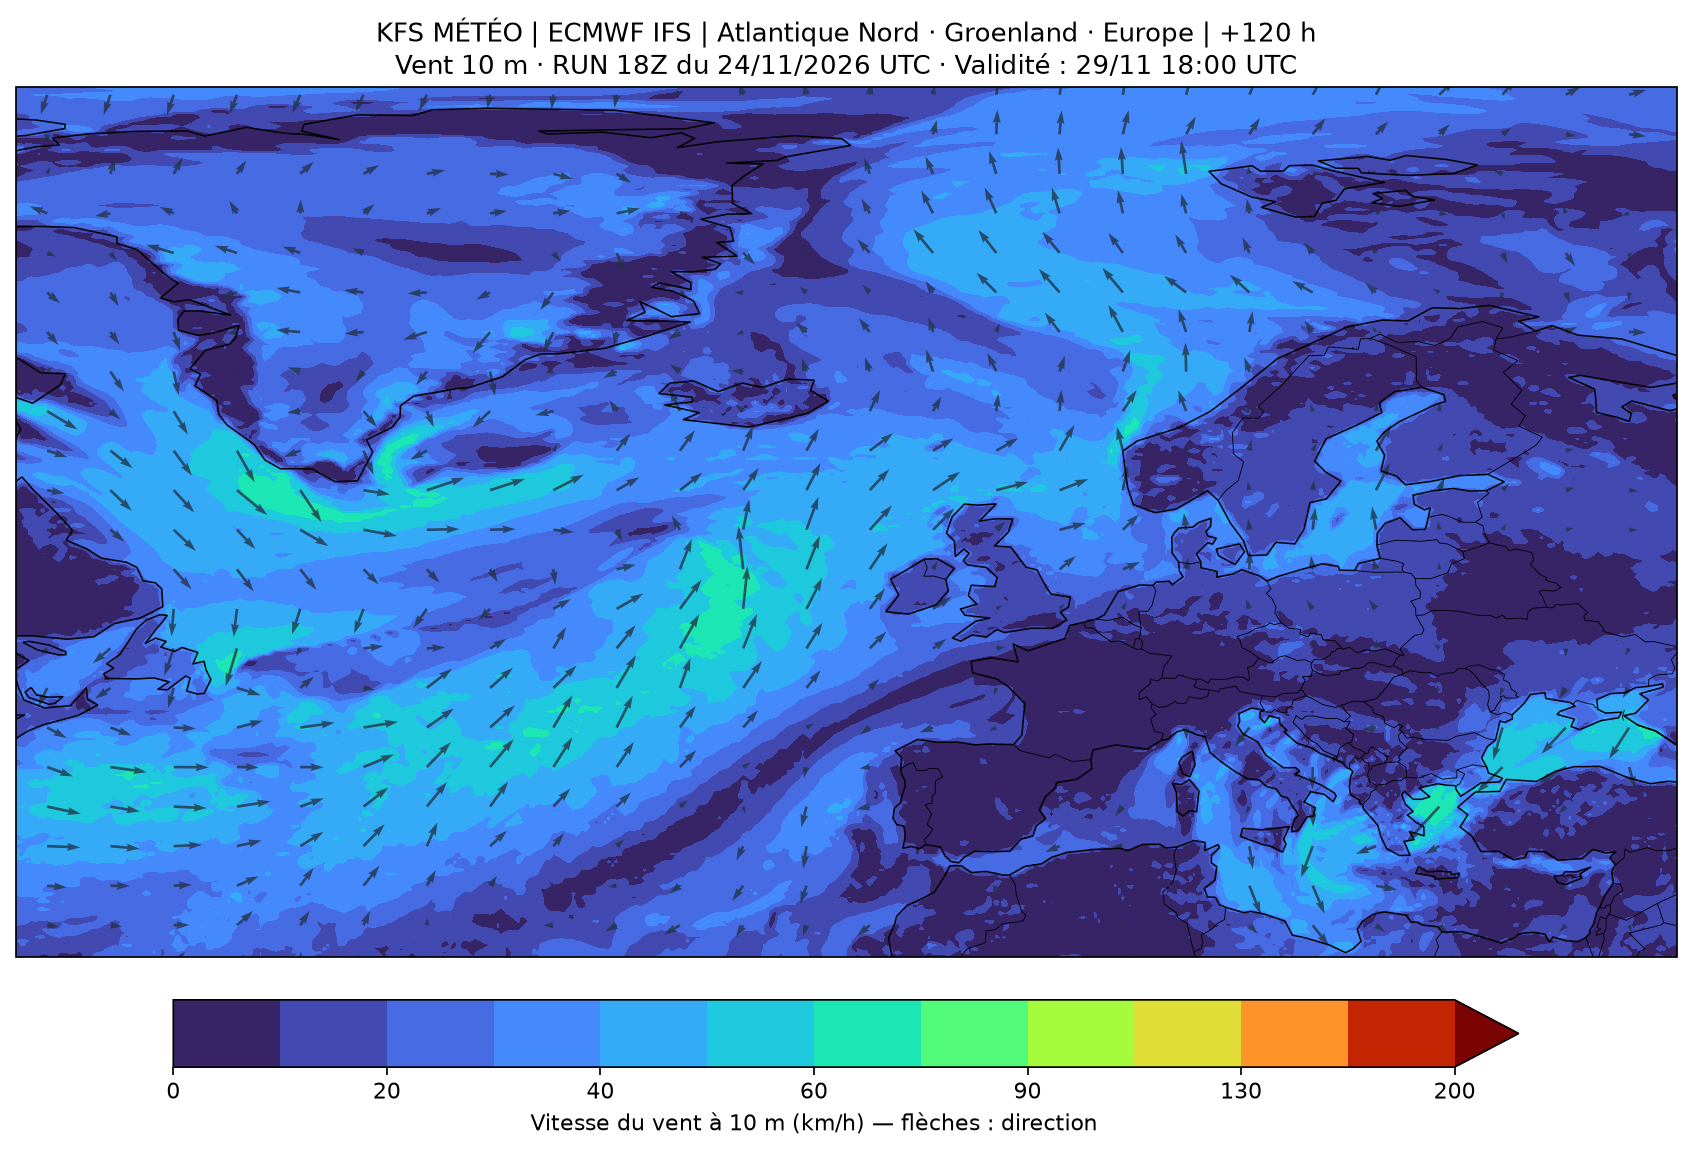 KFS MÉTÉO | ECMWF IFS | Atlantique Nord · Groenland · Europe | +120 h
Vent 10 m · RUN 18Z du 24/11/2026 UTC · Validité : 29/11 18:00 UTC
0 20 40 60 90 130 200
Vitesse du vent à 10 m (km/h) — flèches : direction